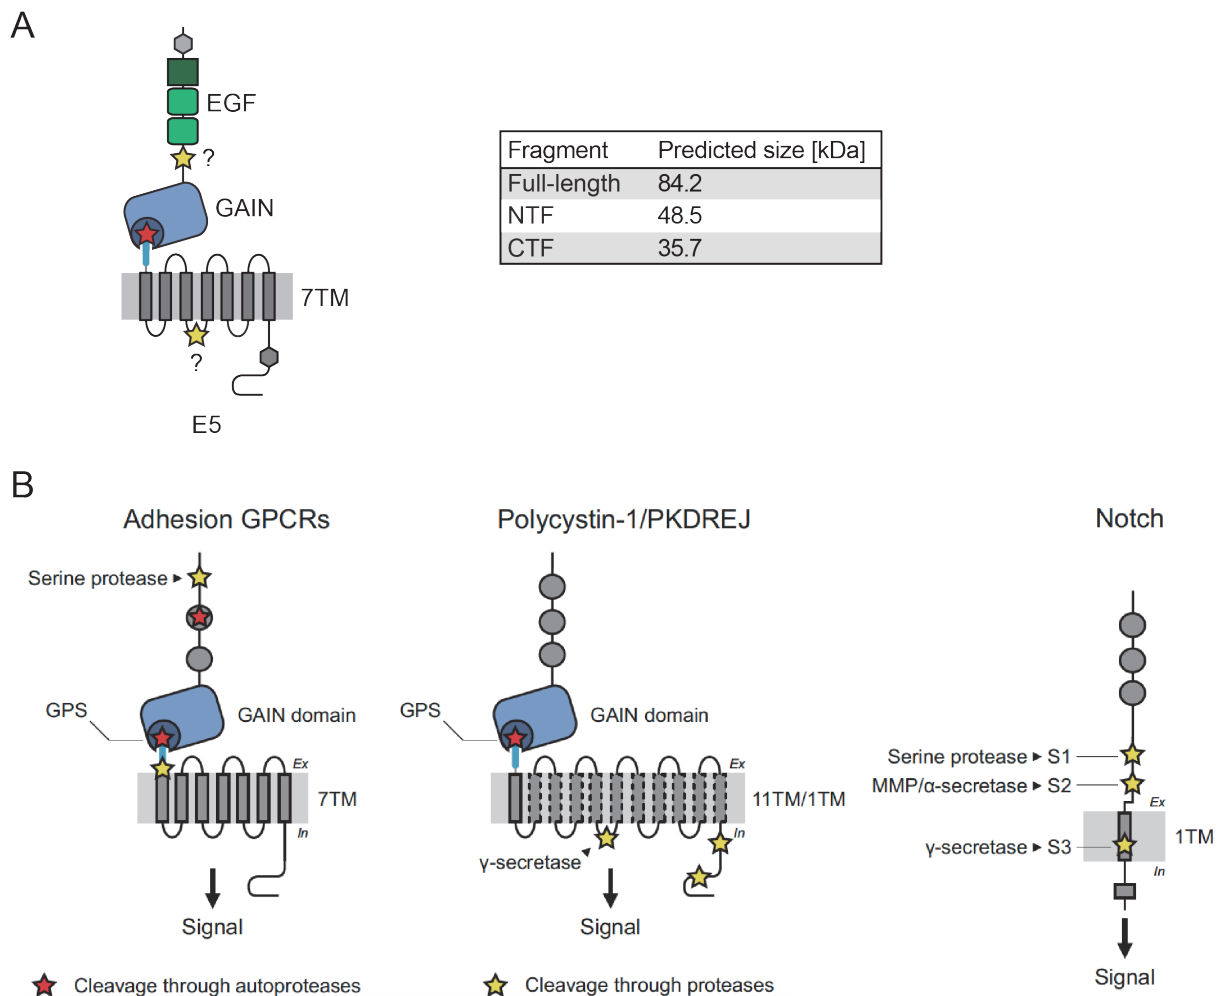 A
EGF
?
GAIN
7TM
?
E5
Fragment Predicted size [kDa]
Full-length 84.2
NTF 48.5
CTF 35.7
B
Adhesion GPCRs
Serine protease
GPS
GAIN domain
Ex
7TM
In
Signal
Polycystin-1/PKDREJ
GPS
GAIN domain
Ex
11TM/1TM
In
γ-secretase
Signal
Notch
Serine protease S1
MMP/α-secretase S2
Ex
γ-secretase S3
1TM
In
Signal
Cleavage through autoproteases
Cleavage through proteases